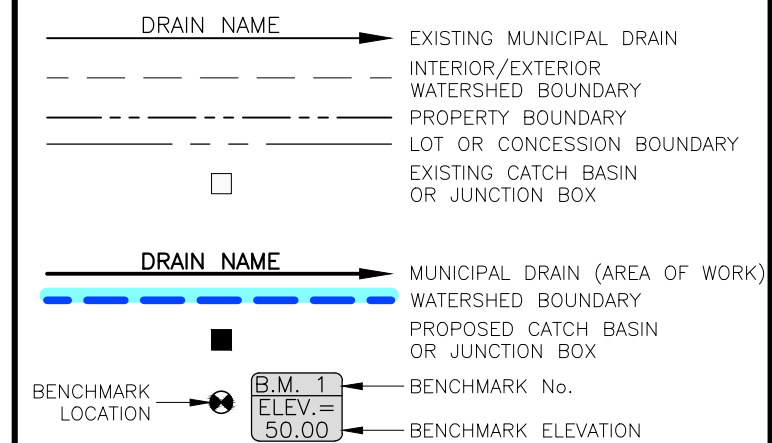 DRAIN NAME
EXISTING MUNICIPAL DRAIN
INTERIOR/EXTERIOR
WATERSHED BOUNDARY
PROPERTY BOUNDARY
LOT OR CONCESSION BOUNDARY
EXISTING CATCH BASIN
OR JUNCTION BOX
DRAIN NAME
MUNICIPAL DRAIN (AREA OF WORK)
WATERSHED BOUNDARY
PROPOSED CATCH BASIN
OR JUNCTION BOX
BENCHMARK
LOCATION
B.M. 1
ELEV.=
50.00
BENCHMARK No.
BENCHMARK ELEVATION